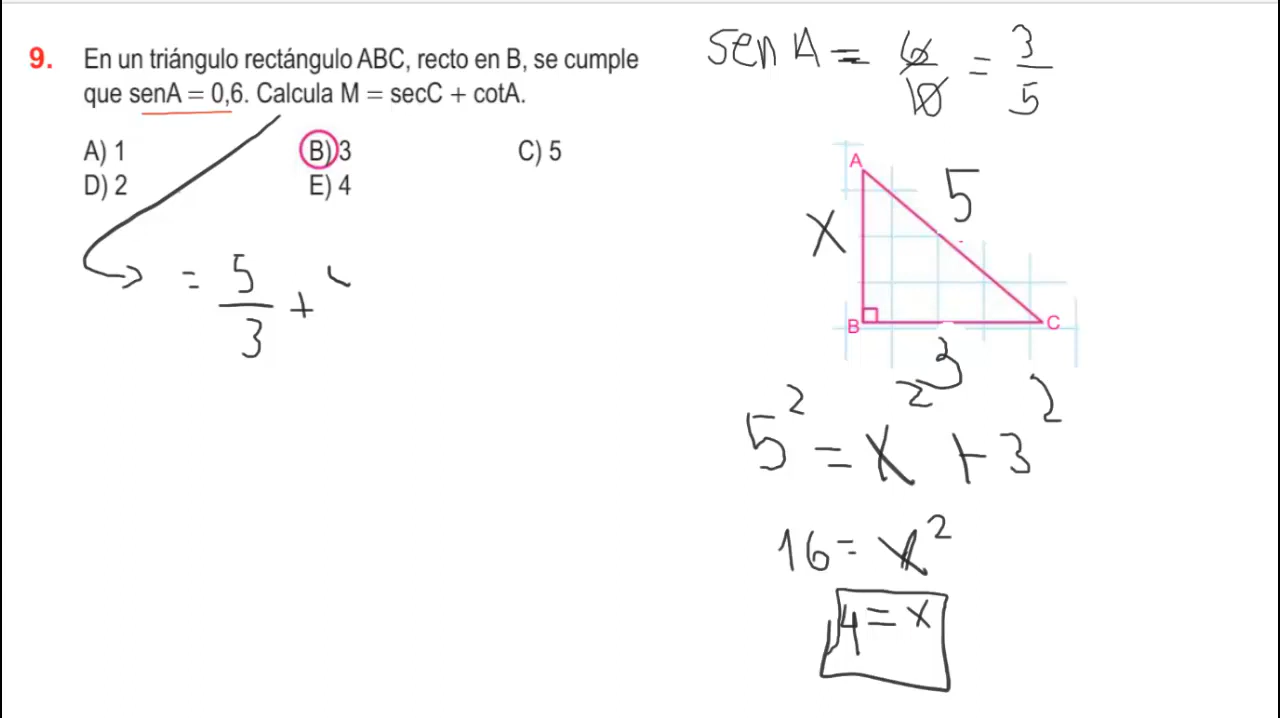 9. En un triángulo rectángulo ABC, recto en B, se cumple
que senA = 0,6. Calcula M = secC + cotA.
A) 1 B) 3 C) 5
D) 2 E) 4
= 5/3 +
sen A = 6/10 = 3/5
A
x 5
B C
3
5² = x² + 3²
16 = x²
4 = x